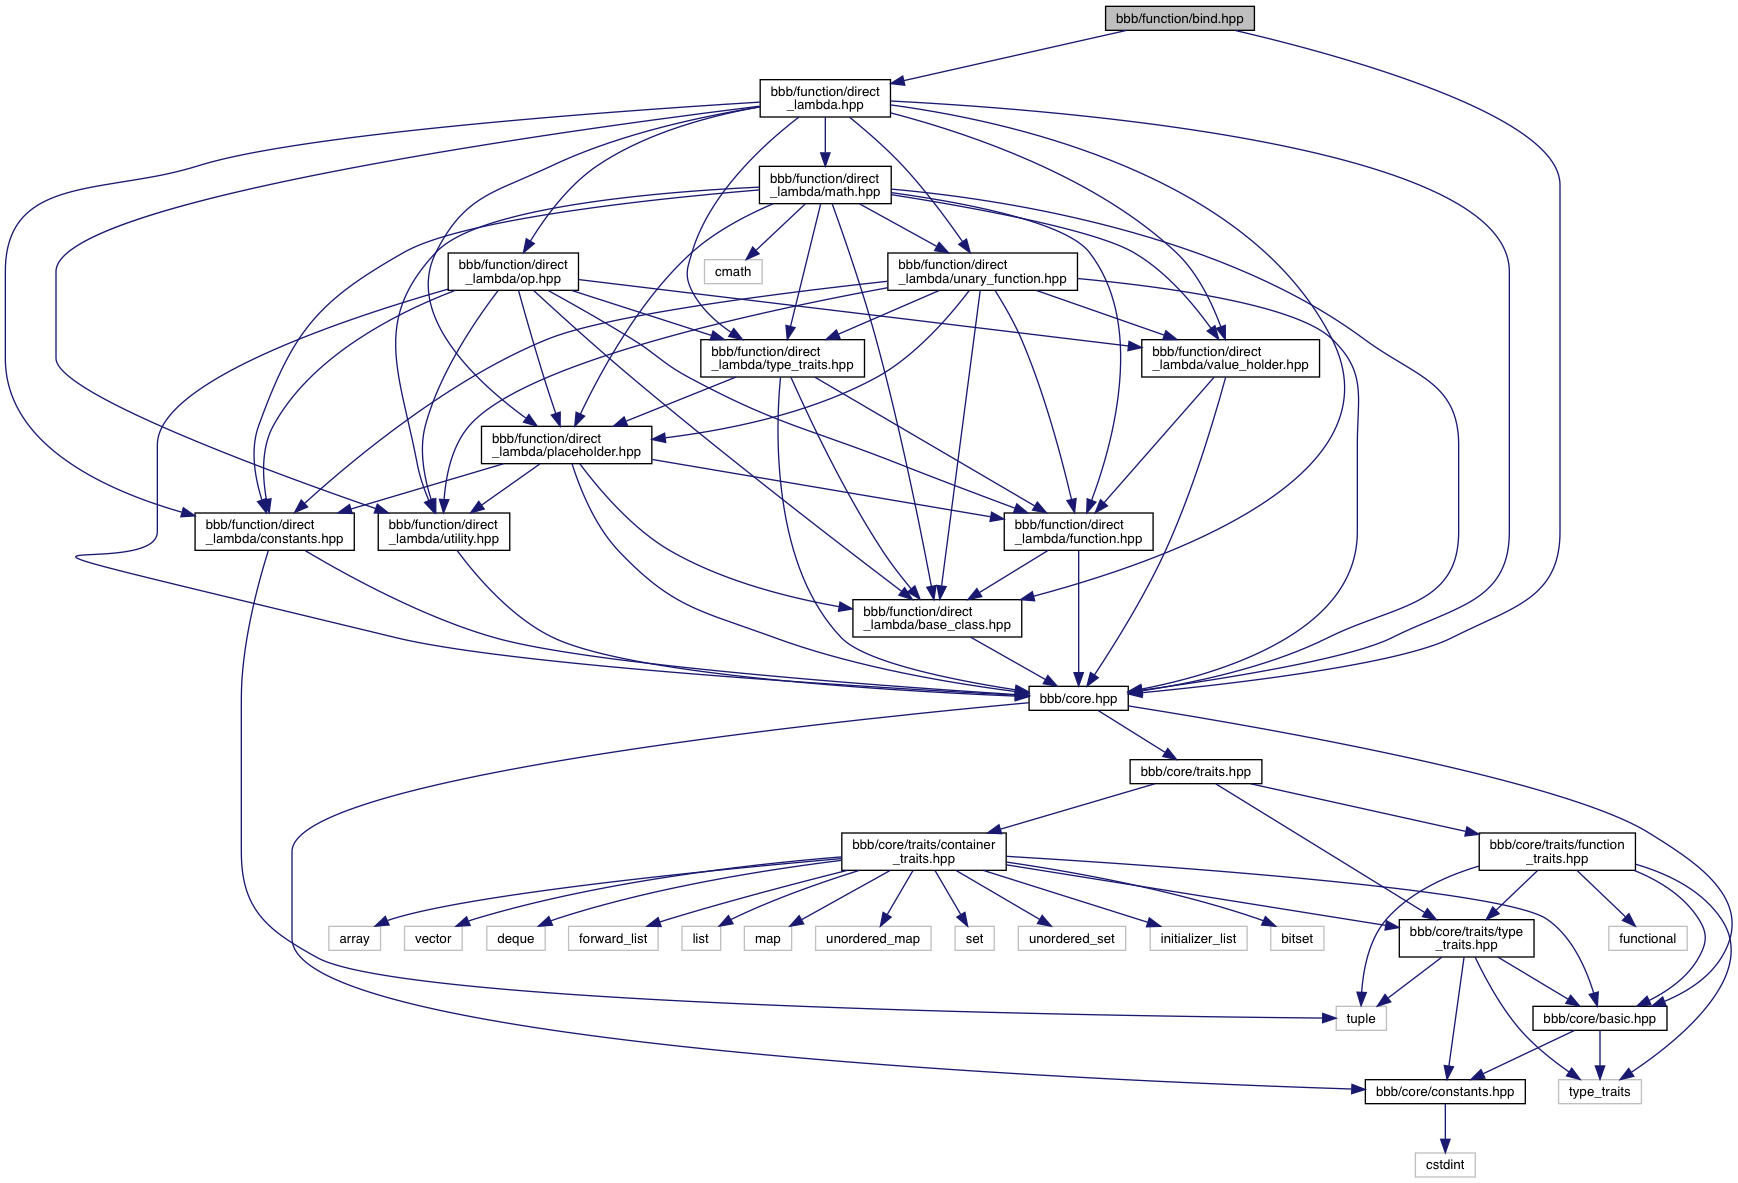 bbb/function/bind.hpp
bbb/function/direct
_lambda.hpp
bbb/function/direct
_lambda/math.hpp
bbb/function/direct
_lambda/op.hpp
cmath
bbb/function/direct
_lambda/unary_function.hpp
bbb/function/direct
_lambda/type_traits.hpp
bbb/function/direct
_lambda/value_holder.hpp
bbb/function/direct
_lambda/placeholder.hpp
bbb/function/direct
_lambda/constants.hpp
bbb/function/direct
_lambda/utility.hpp
bbb/function/direct
_lambda/function.hpp
bbb/function/direct
_lambda/base_class.hpp
bbb/core.hpp
bbb/core/traits.hpp
bbb/core/traits/container
_traits.hpp
bbb/core/traits/function
_traits.hpp
array
vector
deque
forward_list
list
map
unordered_map
set
unordered_set
initializer_list
bitset
bbb/core/traits/type
_traits.hpp
functional
tuple
bbb/core/basic.hpp
bbb/core/constants.hpp
type_traits
cstdint